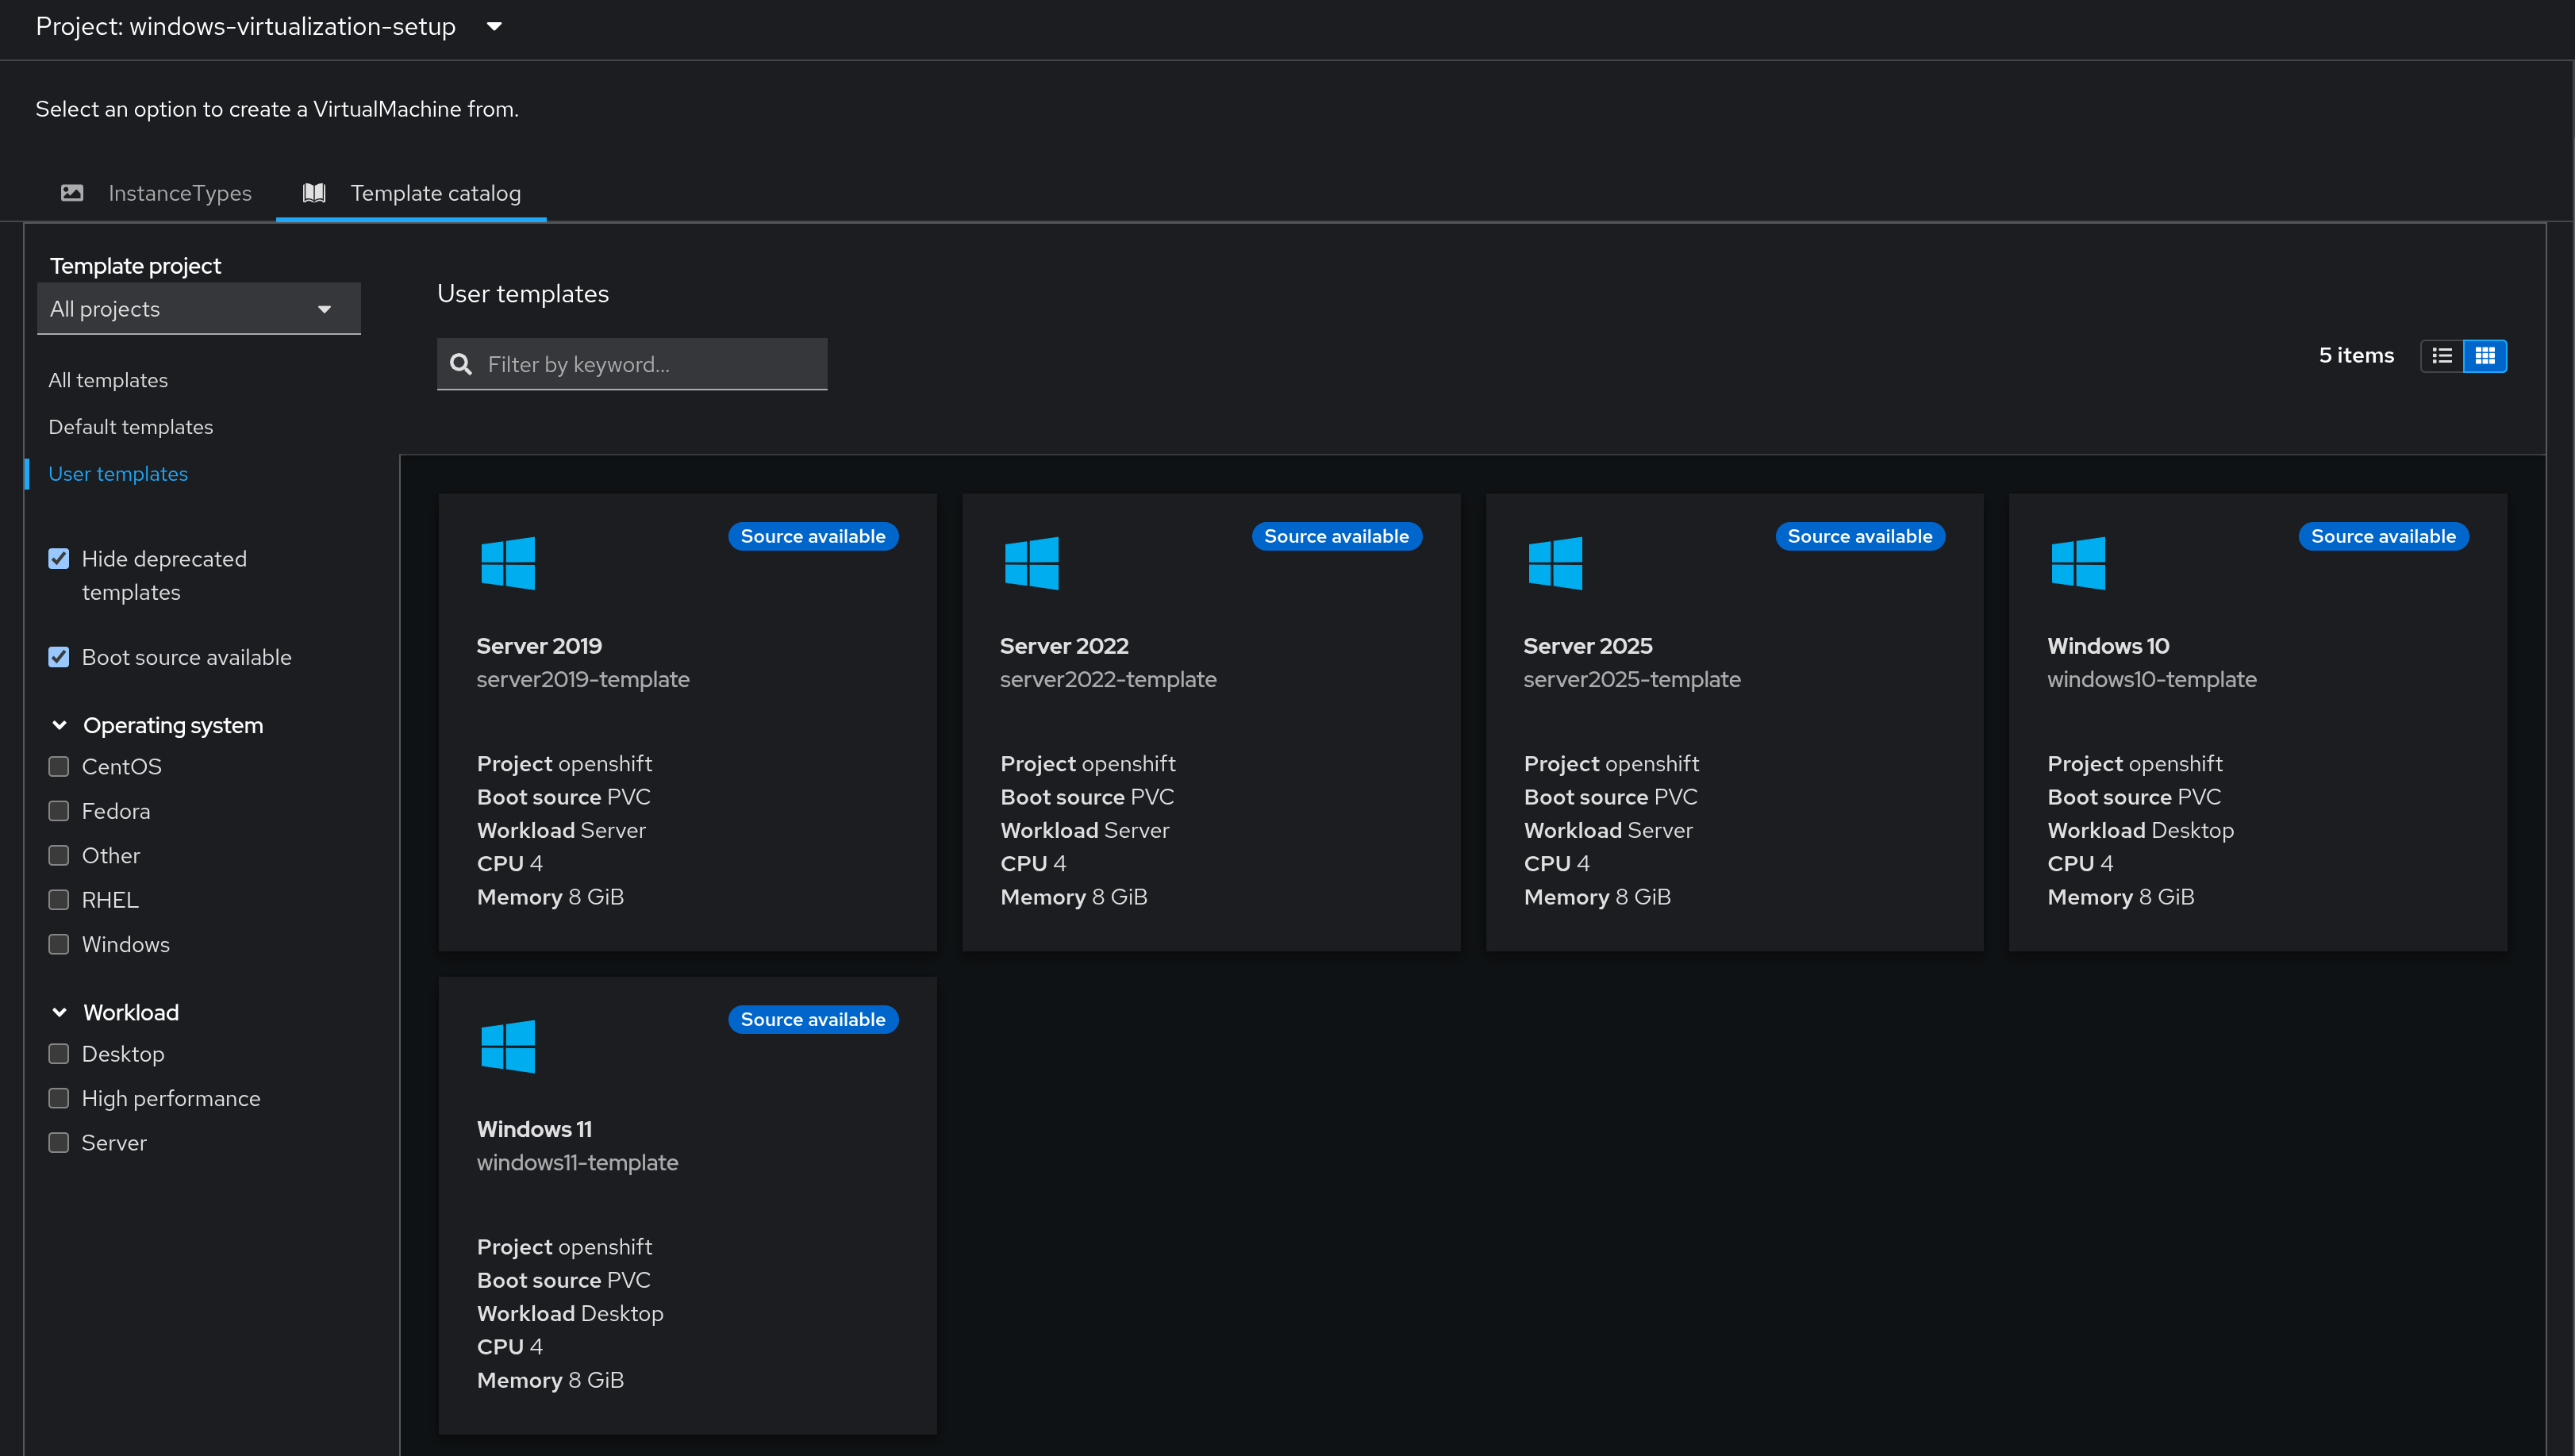 Project: windows-virtualization-setup
Select an option to create a VirtualMachine from.
InstanceTypes
Template catalog
Template project
All projects
All templates
Default templates
User templates
Hide deprecated
templates
Boot source available
Operating system
CentOS
Fedora
Other
RHEL
Windows
Workload
Desktop
High performance
Server
User templates
Filter by keyword...
5 items
Source available
Server 2019
server2019-template
Project openshift
Boot source PVC
Workload Server
CPU 4
Memory 8 GiB
Source available
Server 2022
server2022-template
Project openshift
Boot source PVC
Workload Server
CPU 4
Memory 8 GiB
Source available
Server 2025
server2025-template
Project openshift
Boot source PVC
Workload Server
CPU 4
Memory 8 GiB
Source available
Windows 10
windows10-template
Project openshift
Boot source PVC
Workload Desktop
CPU 4
Memory 8 GiB
Source available
Windows 11
windows11-template
Project openshift
Boot source PVC
Workload Desktop
CPU 4
Memory 8 GiB